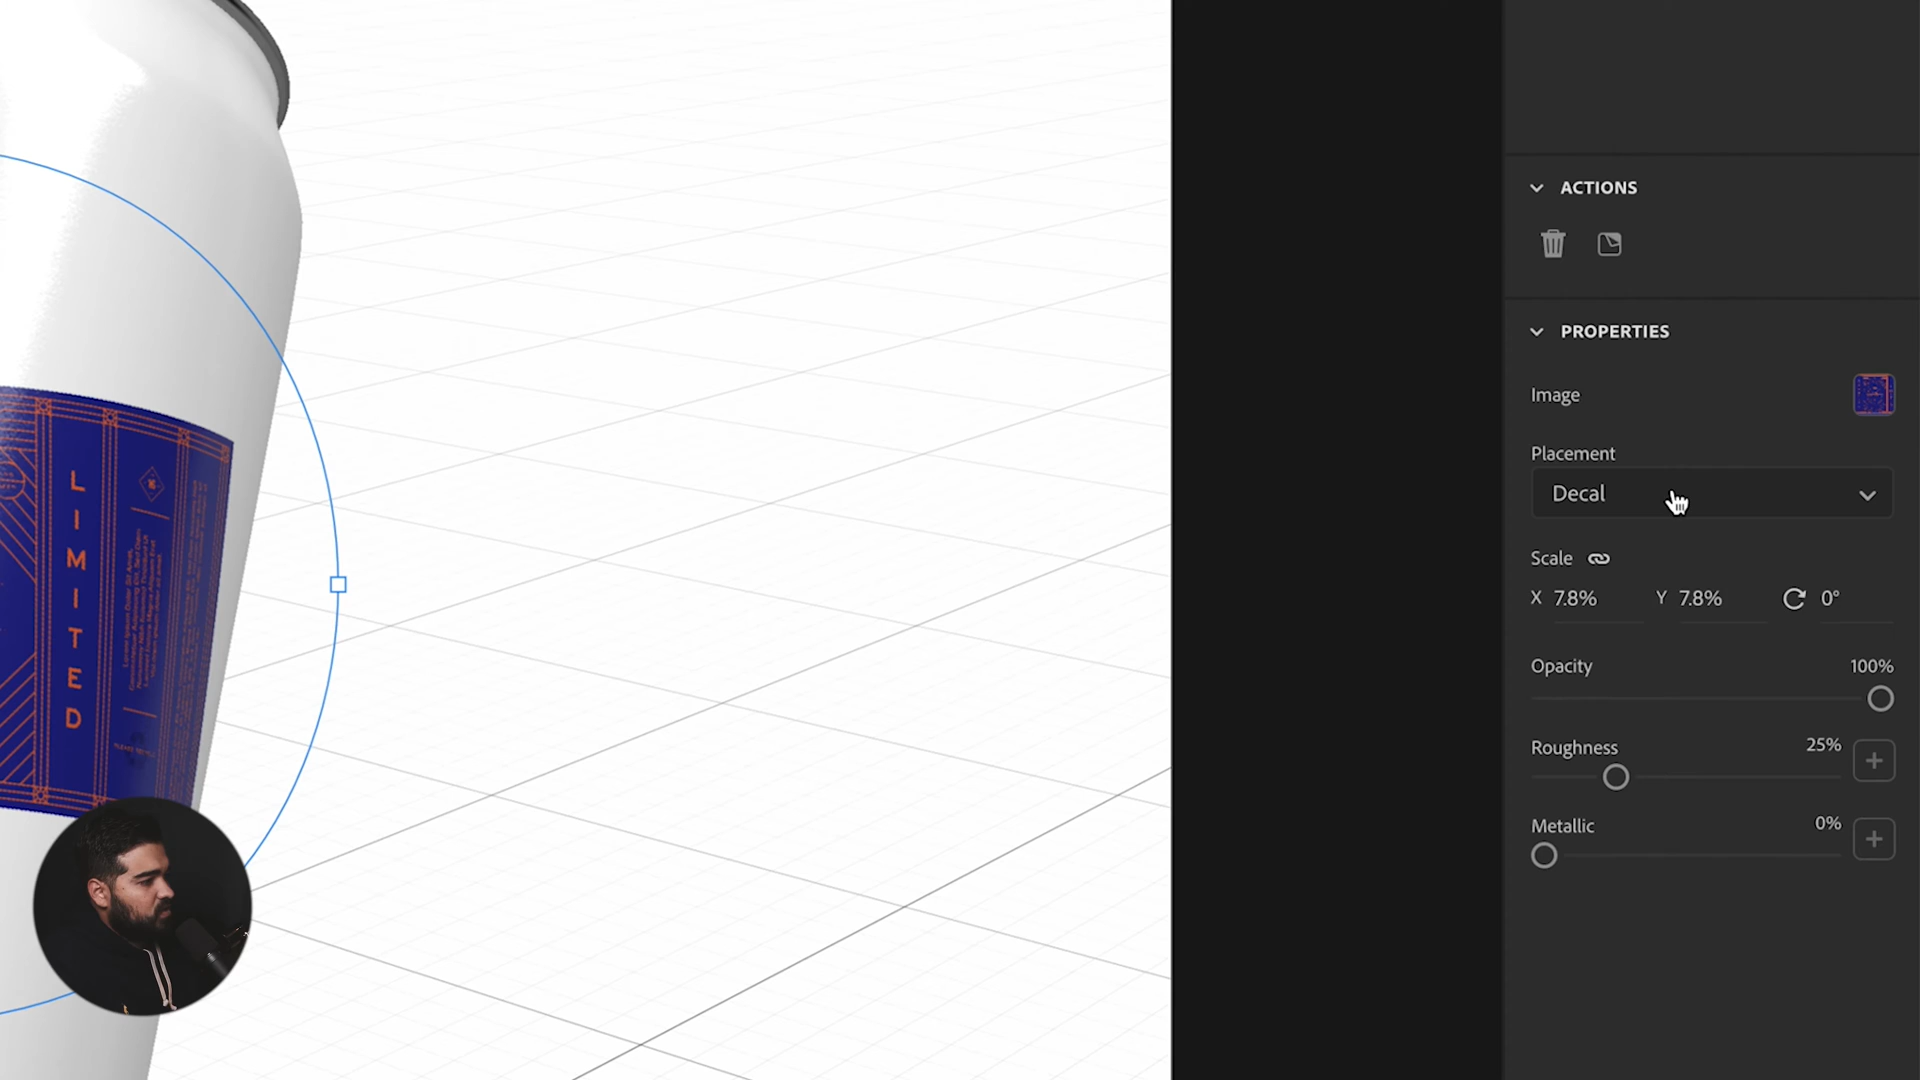 ACTIONS
PROPERTIES
Image
Placement
Decal
Scale
X 7.8% Y 7.8% 0°
Opacity 100%
Roughness 25%
Metallic 0%
LIMITED